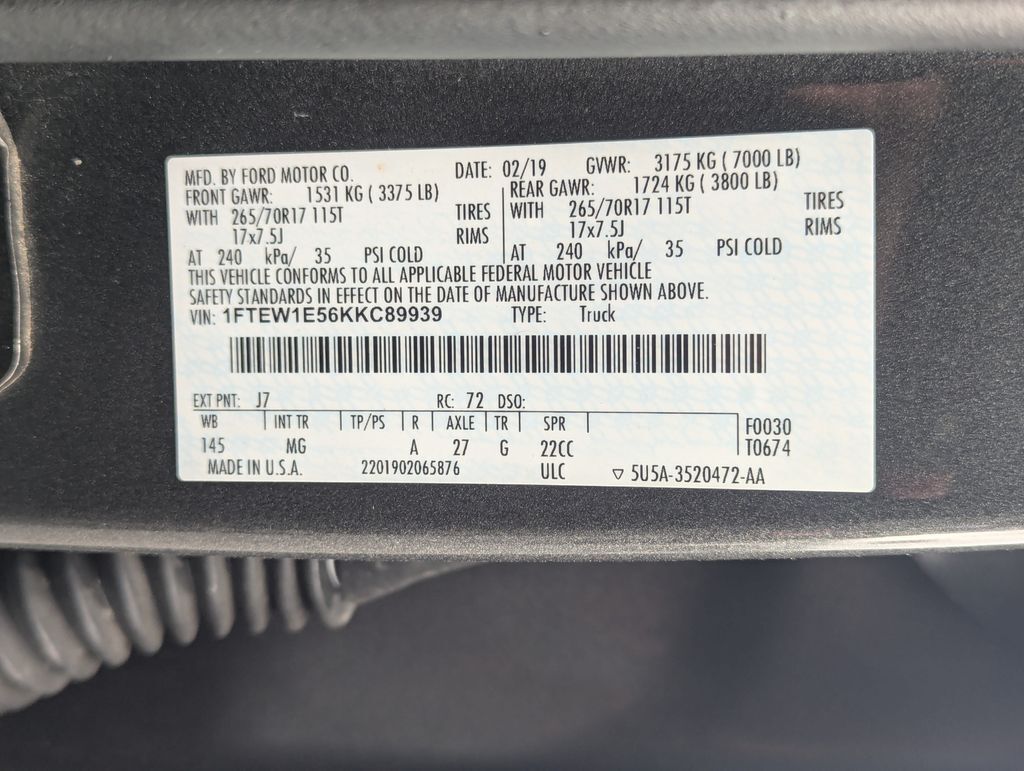 MFD. BY FORD MOTOR CO. DATE: 02/19 GVWR: 3175 KG ( 7000 LB)
FRONT GAWR: 1531 KG ( 3375 LB) REAR GAWR: 1724 KG ( 3800 LB)
WITH 265/70R17 115T TIRES WITH 265/70R17 115T TIRES
17x7.5J RIMS 17x7.5J RIMS
AT 240 kPa/ 35 PSI COLD AT 240 kPa/ 35 PSI COLD
THIS VEHICLE CONFORMS TO ALL APPLICABLE FEDERAL MOTOR VEHICLE
SAFETY STANDARDS IN EFFECT ON THE DATE OF MANUFACTURE SHOWN ABOVE.
VIN: 1FTEW1E56KKC89939 TYPE: Truck
EXT PNT: J7 RC: 72 DSO:
WB INT TR TP/PS R AXLE TR SPR F0030
145 MG A 27 G 22CC T0674
MADE IN U.S.A. 2201902065876 ULC ▽ 5U5A-3520472-AA